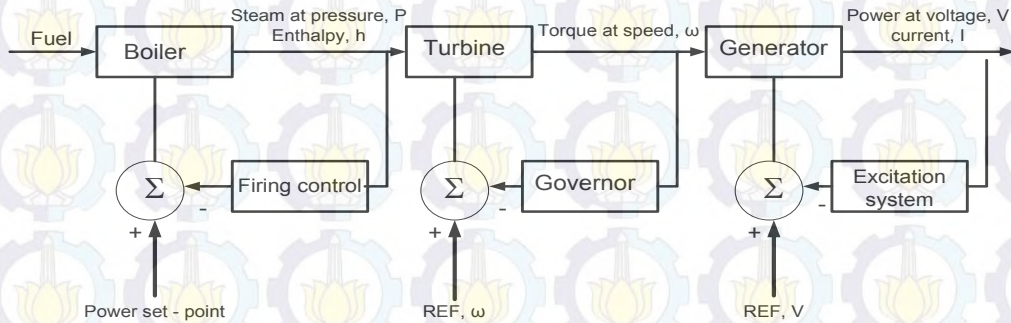 Fuel
Boiler
Steam at pressure, P
Enthalpy, h
Turbine
Torque at speed, ω
Generator
Power at voltage, V
current, I
Σ
-
+
Firing control
Power set - point
Σ
-
+
Governor
REF, ω
Σ
-
+
Excitation
system
REF, V